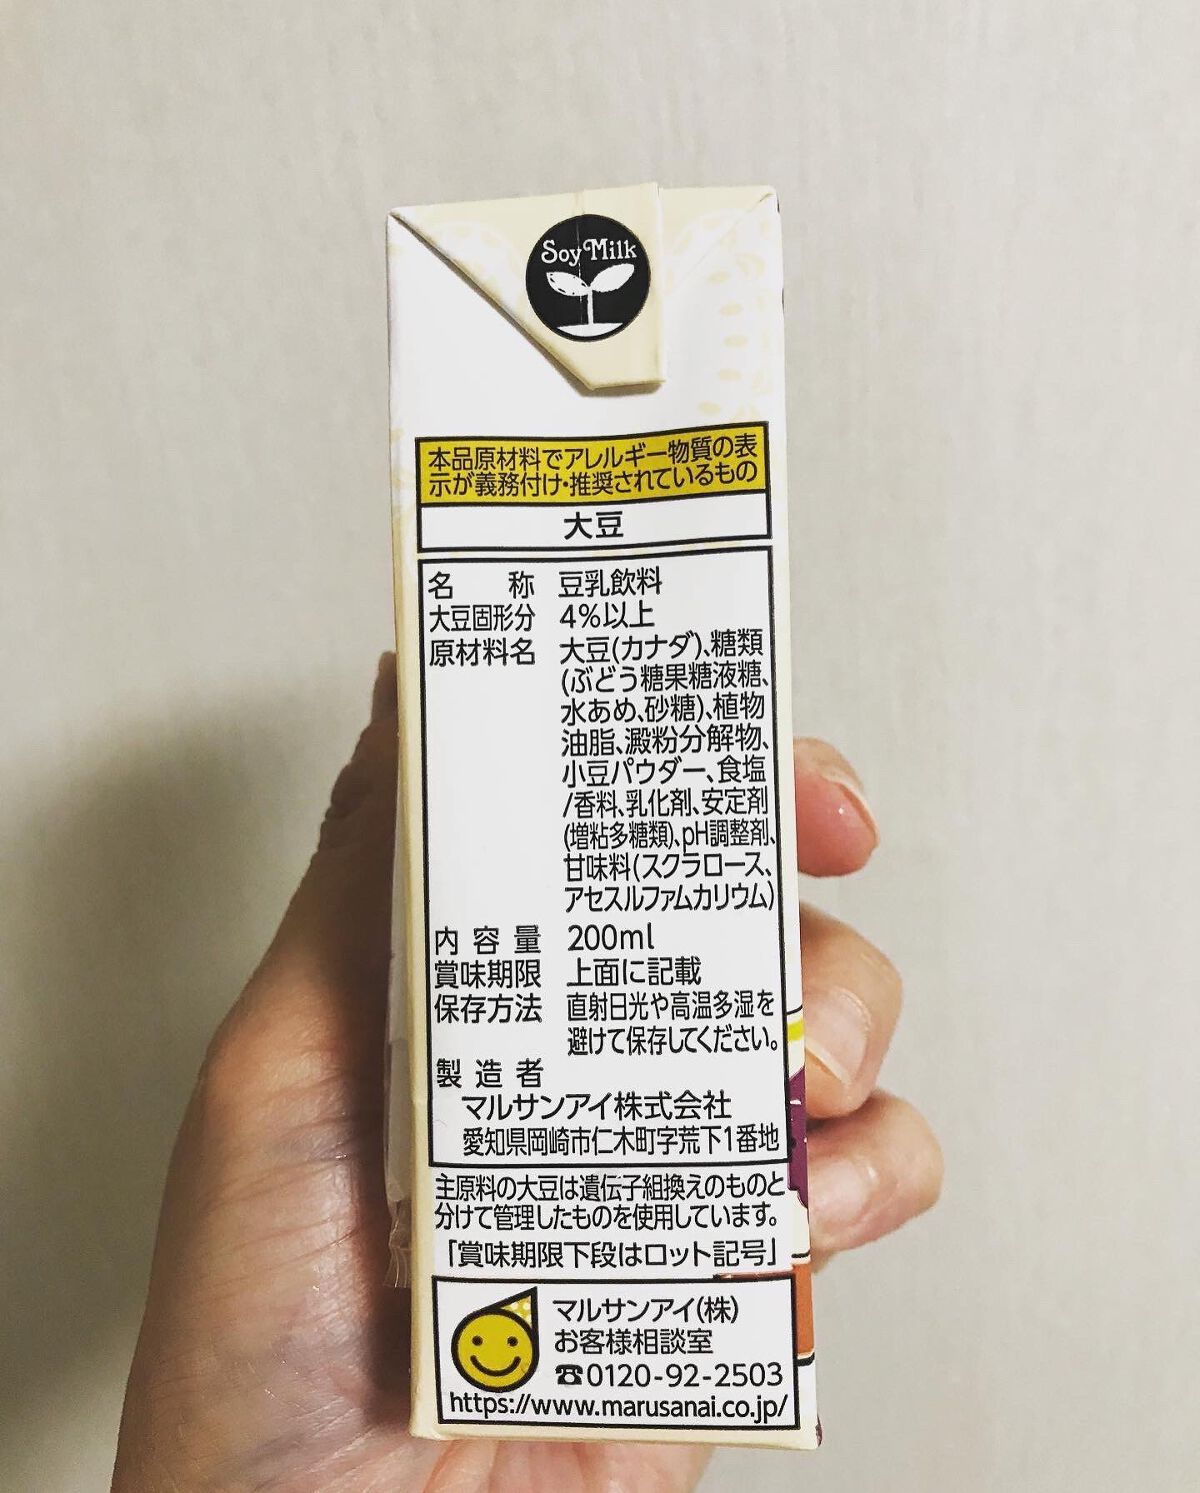 Soy Milk
本品原材料でアレルギー物質の表
示が義務付け・推奨されているもの
大豆
名称 豆乳飲料
大豆固形分 4%以上
原材料名 大豆(カナダ)、糖類
(ぶどう糖果糖液糖、
水あめ、砂糖)、植物
油脂、澱粉分解物、
小豆パウダー、食塩
/香料、乳化剤、安定剤
(増粘多糖類)、pH調整剤、
甘味料(スクラロース、
アセスルファムカリウム)
内容量 200ml
賞味期限 上面に記載
保存方法 直射日光や高温多湿を
避けて保存してください。
製造者
マルサンアイ株式会社
愛知県岡崎市仁木町字荒下1番地
主原料の大豆は遺伝子組換えのものと
分けて管理したものを使用しています。
「賞味期限下段はロット記号」
マルサンアイ(株)
お客様相談室
☎0120-92-2503
https://www.marusanai.co.jp/